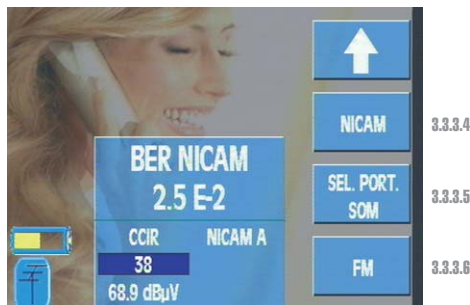 NICAM
3.3.3.4
BER NICAM
2.5 E-2
SEL. PORT.
SOM
3.3.3.5
CCIR NICAM A
38
68.9 dBµV
FM
3.3.3.6